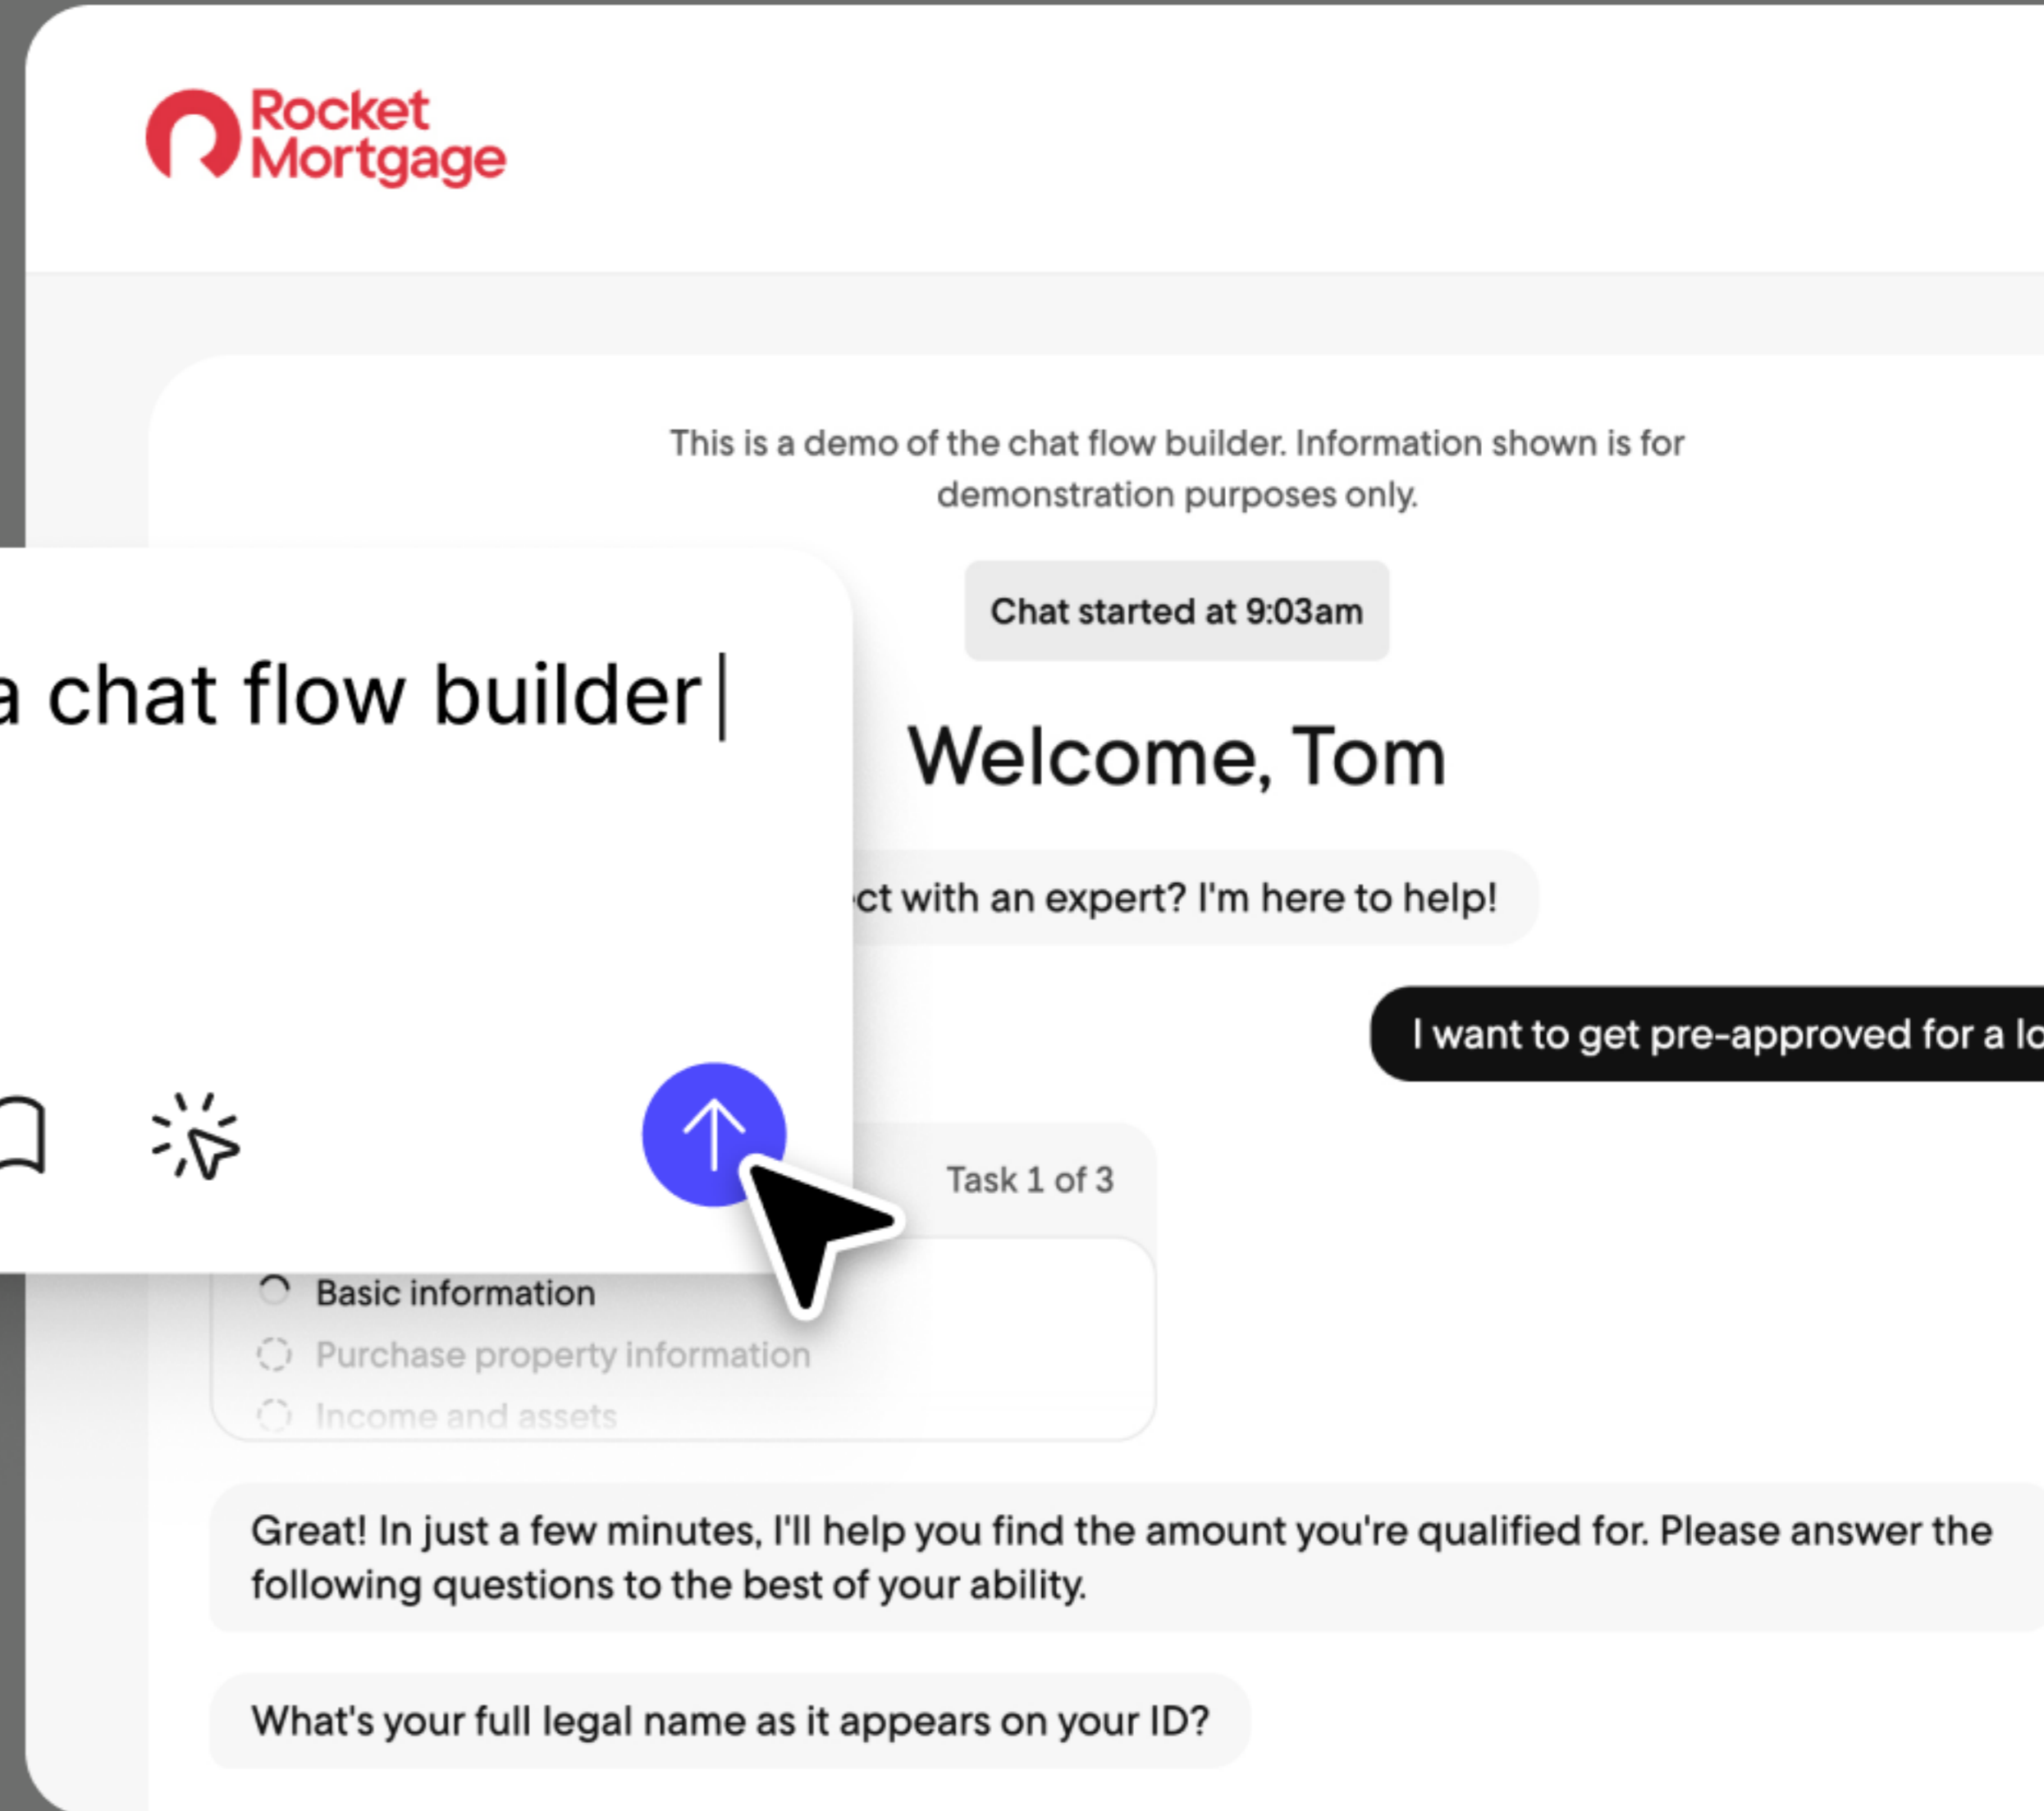 Rocket
Mortgage
This is a demo of the chat flow builder. Information shown is for
demonstration purposes only.
Chat started at 9:03am
a chat flow builder
Welcome, Tom
with an expert? I'm here to help!
I want to get pre-approved for a
Task 1 of 3
Basic information
Purchase property information
Income and assets
Great! In just a few minutes, I'll help you find the amount you're qualified for. Please answer the
following questions to the best of your ability.
What's your full legal name as it appears on your ID?